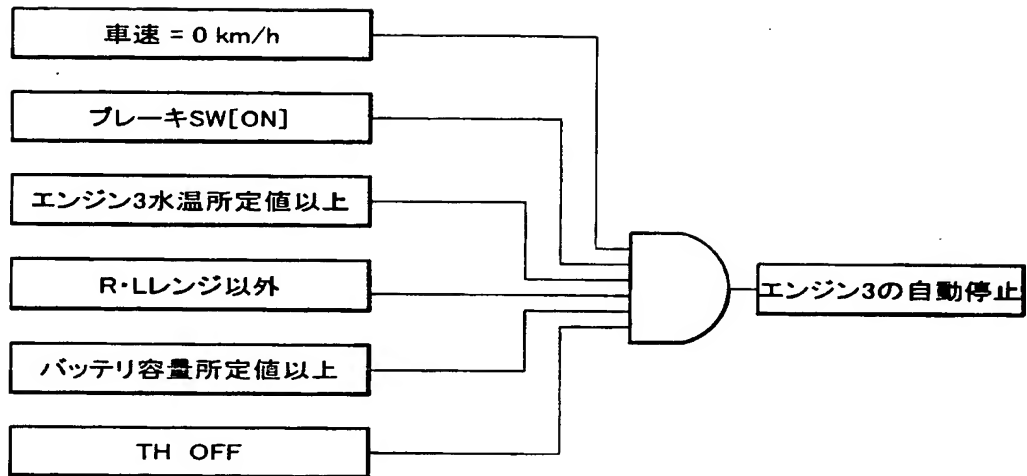 車速 = 0 km/h
ブレーキSW[ON]
エンジン3水温所定値以上
R・Lレンジ以外
バッテリ容量所定値以上
TH OFF
エンジン3の自動停止